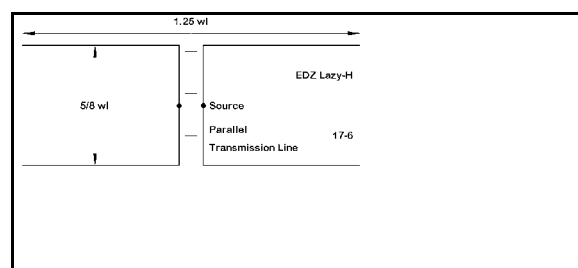 1.25 wl
EDZ Lazy-H
5/8 wl
Source
Parallel
Transmission Line
17-6